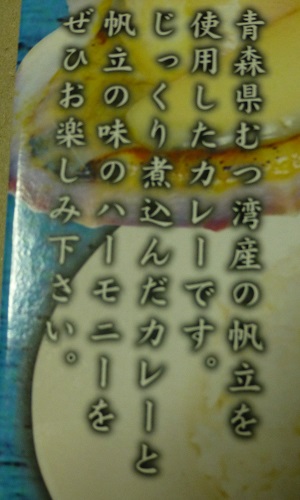 青森県むつ湾産の帆立を
使用したカレーです。
じっくり煮込んだカレーと
帆立の味のハーモニーを
ぜひお楽しみ下さい。